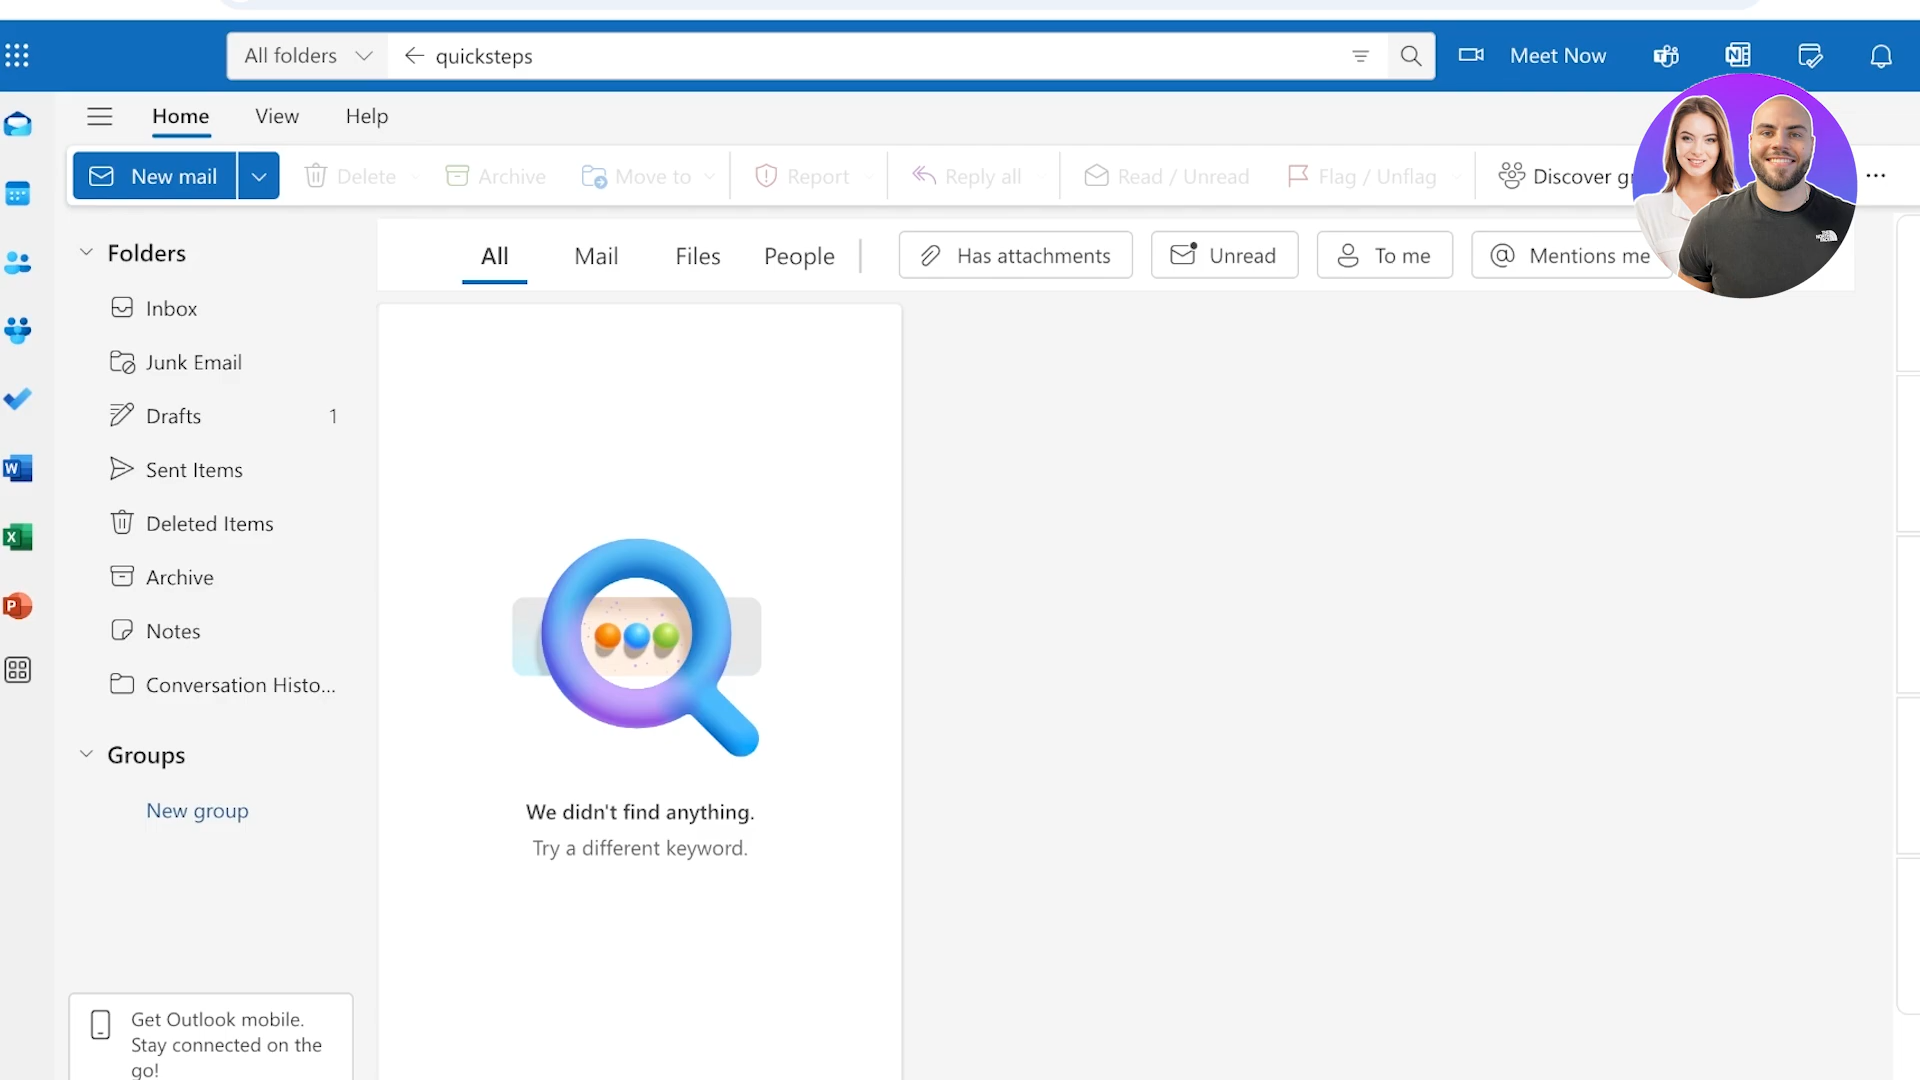 All folders
quicksteps
Meet Now
Home
View
Help
New mail
Delete
Archive
Move to
Report
Reply all
Read / Unread
Flag / Unflag
Discover gr
Folders
All
Mail
Files
People
Has attachments
Unread
To me
Mentions me
Inbox
Junk Email
Drafts
1
Sent Items
Deleted Items
Archive
Notes
Conversation Histo...
Groups
New group
We didn't find anything.
Try a different keyword.
Get Outlook mobile.
Stay connected on the
go!